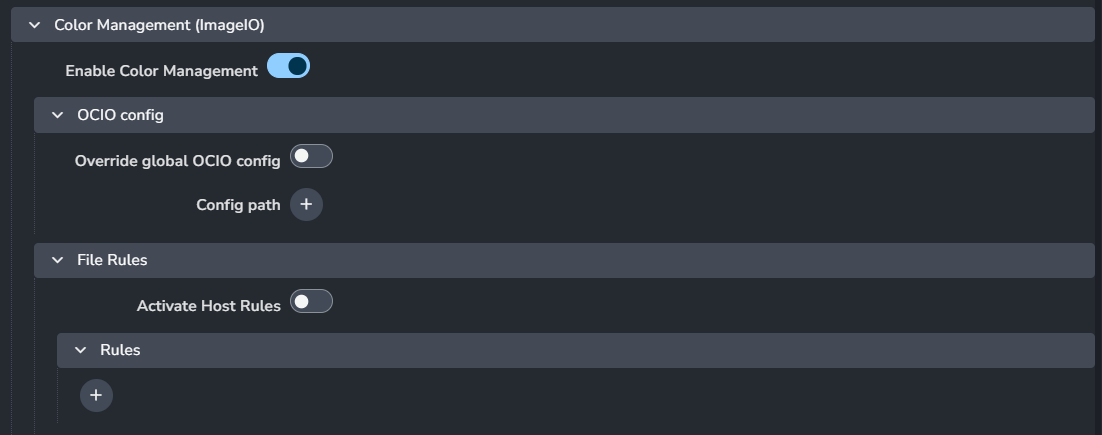 Color Management (ImageIO)
Enable Color Management
OCIO config
Override global OCIO config
Config path
File Rules
Activate Host Rules
Rules